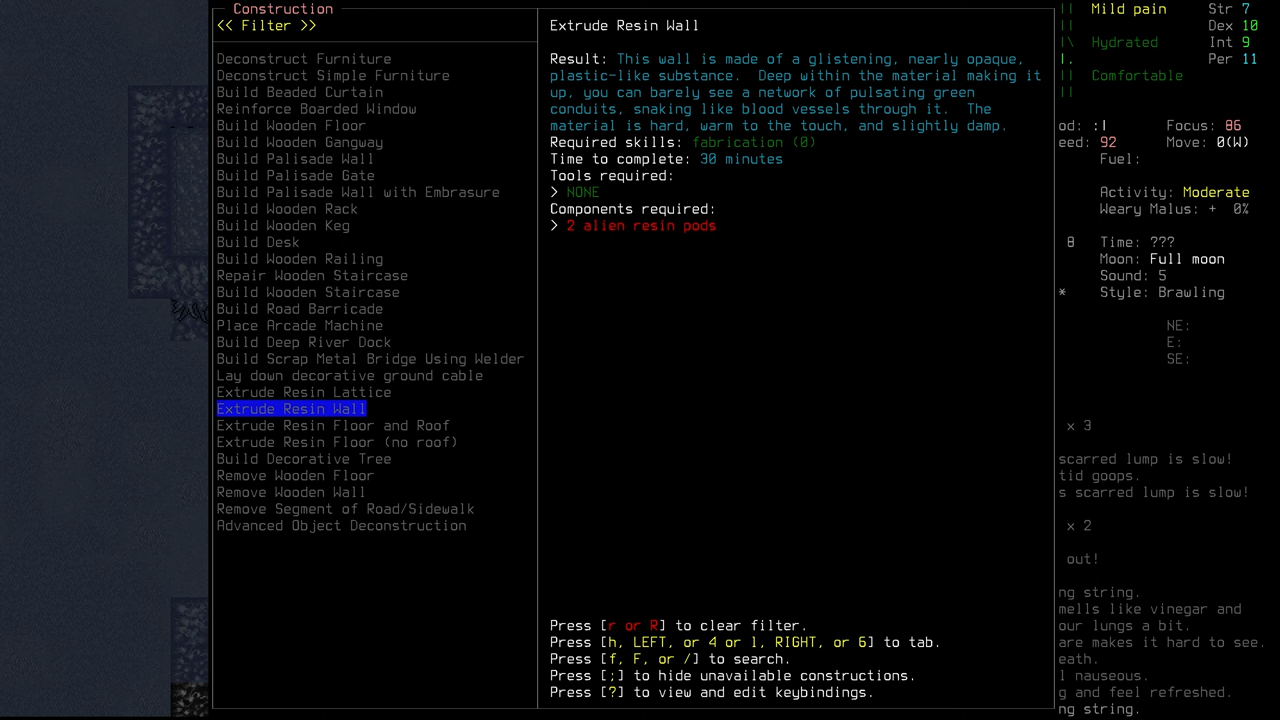 Construction
<< Filter >>
Deconstruct Furniture
Deconstruct Simple Furniture
Build Beaded Curtain
Reinforce Boarded Window
Build Wooden Floor
Build Wooden Gangway
Build Palisade Wall
Build Palisade Gate
Build Palisade Wall with Embrasure
Build Wooden Rack
Build Wooden Keg
Build Desk
Build Wooden Railing
Repair Wooden Staircase
Build Wooden Staircase
Build Road Barricade
Place Arcade Machine
Build Deep River Dock
Build Scrap Metal Bridge Using Welder
Lay down decorative ground cable
Extrude Resin Lattice
Extrude Resin Wall
Extrude Resin Floor and Roof
Extrude Resin Floor (no roof)
Build Decorative Tree
Remove Wooden Floor
Remove Wooden Wall
Remove Segment of Road/Sidewalk
Advanced Object Deconstruction
Extrude Resin Wall
Result: This wall is made of a glistening, nearly opaque,
plastic-like substance.  Deep within the material making it
up, you can barely see a network of pulsating green
conduits, snaking like blood vessels through it.  The
material is hard, warm to the touch, and slightly damp.
Required skills: fabrication (0)
Time to complete: 30 minutes
Tools required:
> NONE
Components required:
> 2 alien resin pods
Press [r or R] to clear filter.
Press [h, LEFT, or 4 or l, RIGHT, or 6] to tab.
Press [f, F, or /] to search.
Press [;] to hide unavailable constructions.
Press [?] to view and edit keybindings.
|| Mild pain Str 7
|| Dex 10
|\ Hydrated Int 9
|. Per 11
|| Comfortable
||
od: :| Focus: 86
eed: 92 Move: 0(W)
Fuel:
Activity: Moderate
Weary Malus: + 0%
8 Time: ???
Moon: Full moon
Sound: 5
* Style: Brawling
NE:
E:
SE:
x 3
scarred lump is slow!
tid goops.
s scarred lump is slow!
x 2
out!
ng string.
mells like vinegar and
our lungs a bit.
are makes it hard to see.
eath.
l nauseous.
g and feel refreshed.
ng string.